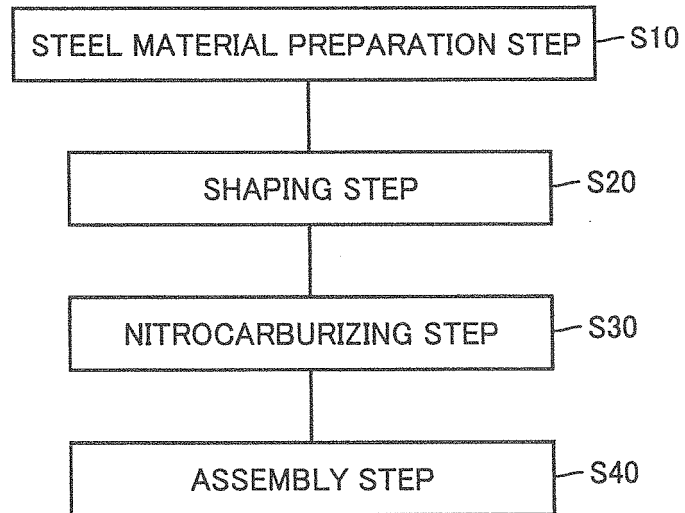 STEEL MATERIAL PREPARATION STEP S10
SHAPING STEP S20
NITROCARBURIZING STEP S30
ASSEMBLY STEP S40